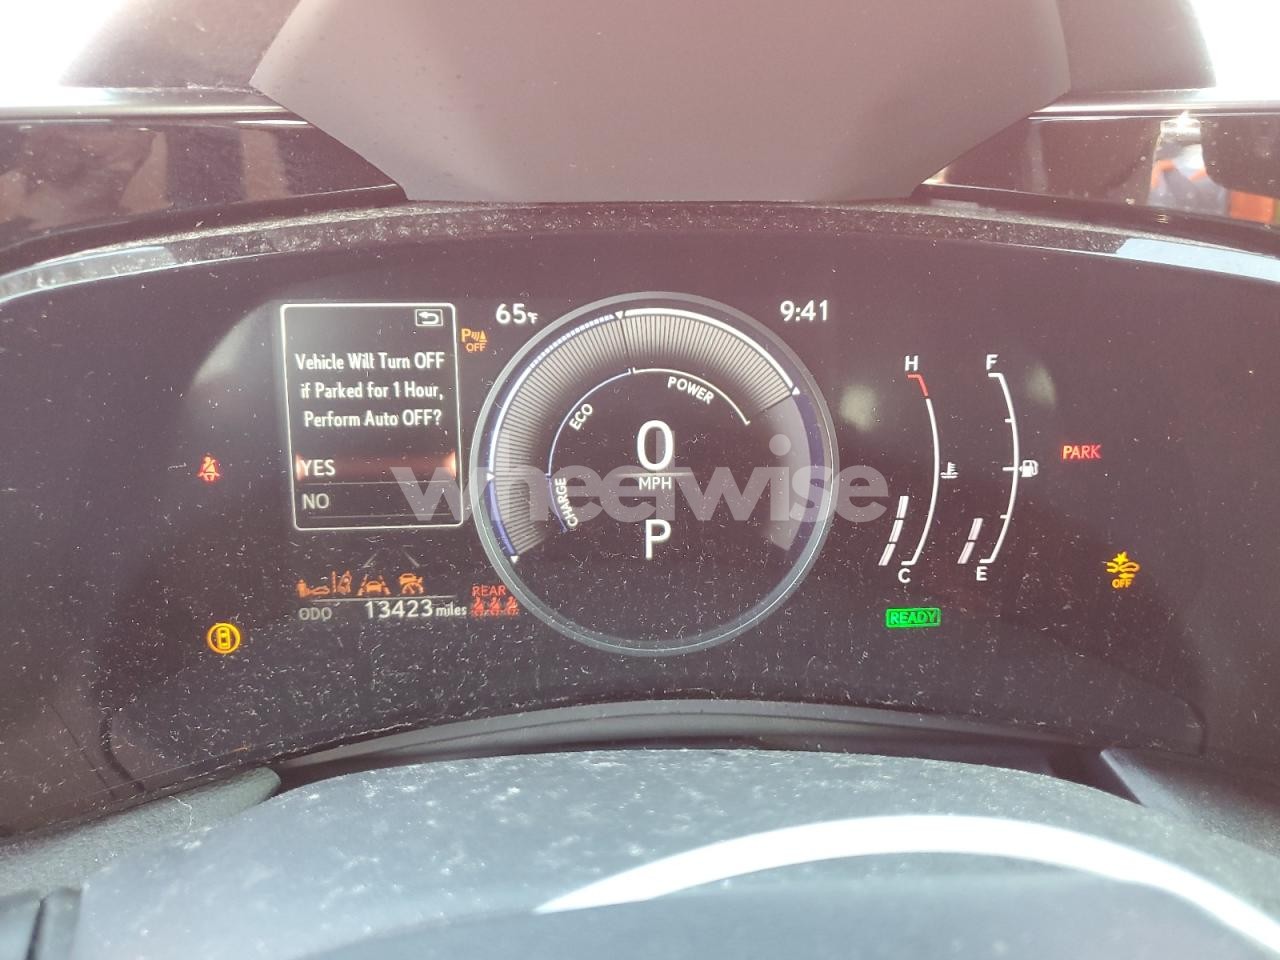 65°F
9:41
P OFF
Vehicle Will Turn OFF
if Parked for 1 Hour,
Perform Auto OFF?
YES
NO
ECO
POWER
CHARGE
0
MPH
P
H
C
F
E
PARK
OFF
READY
REAR
ODO 13423 miles
wheelwise